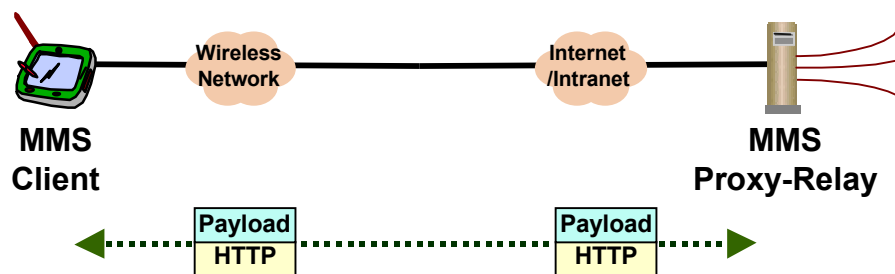 Wireless
Network
Internet
/Intranet
MMS
Client
MMS
Proxy-Relay
Payload
HTTP
Payload
HTTP